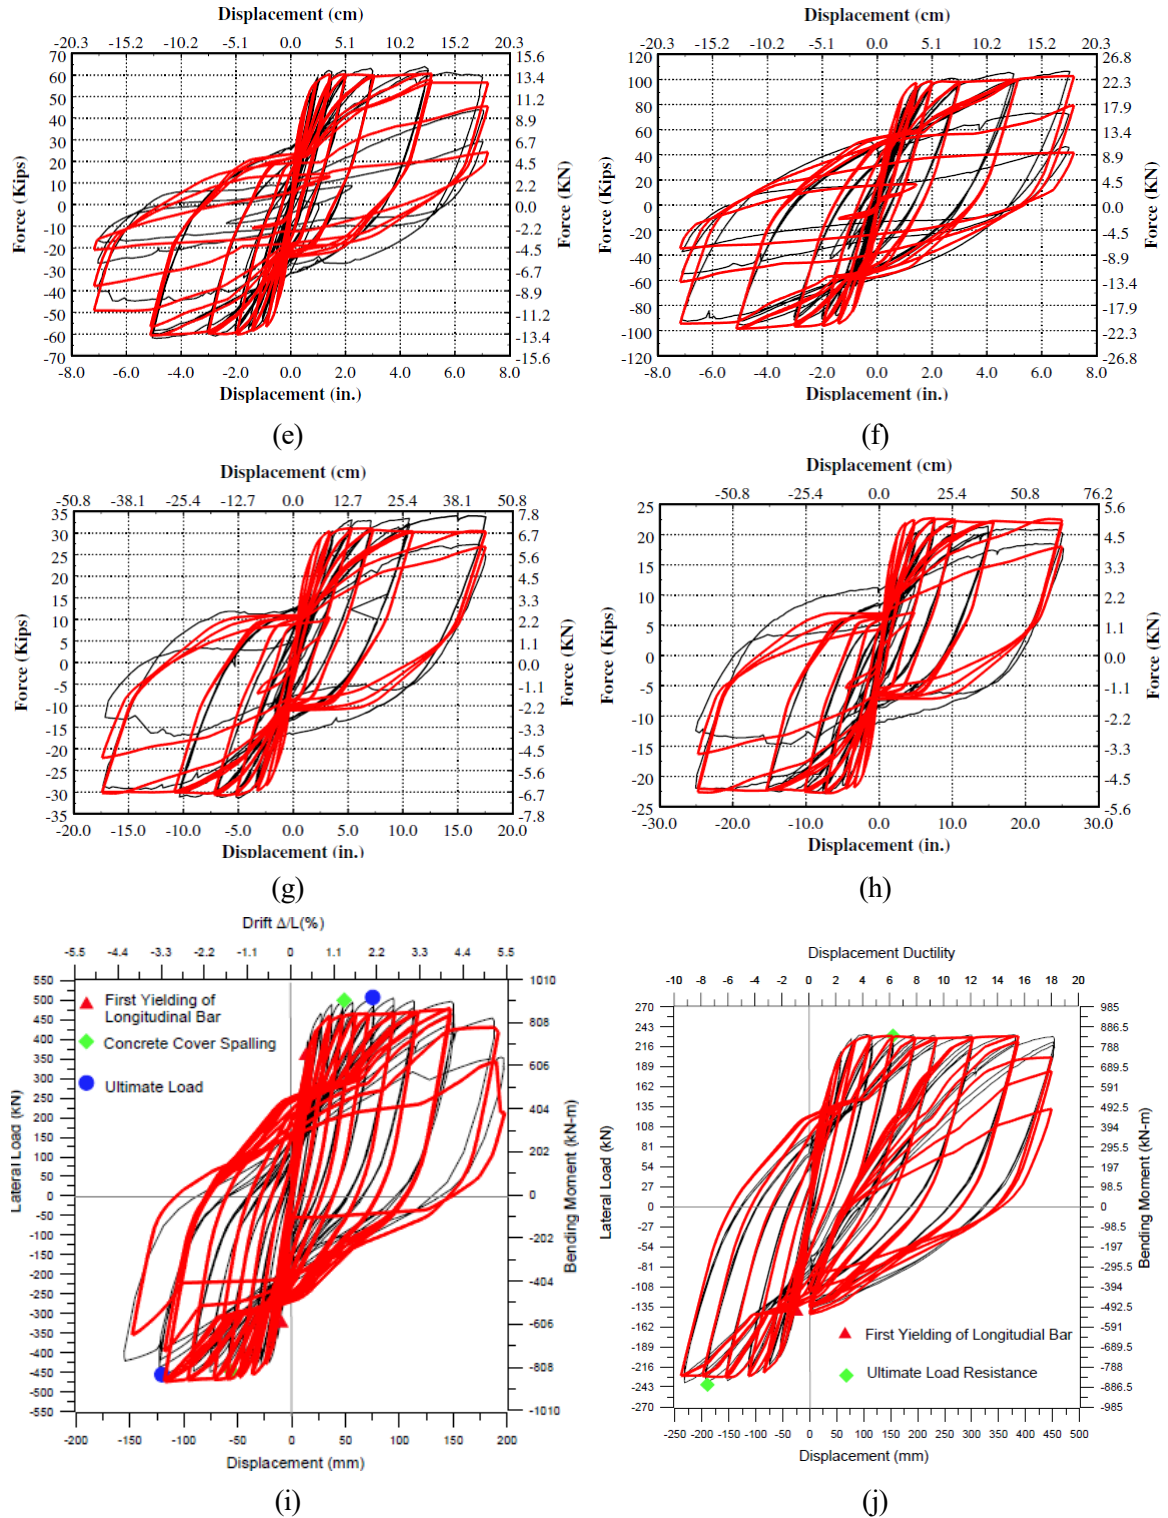 Displacement (cm)
-20.3 -15.2 -10.2 -5.1 0.0 5.1 10.2 15.2 20.3
70 15.6
60 13.4
50 11.2
40 8.9
30 6.7
20 4.5
10 2.2
0 0.0
-10 -2.2
-20 -4.5
-30 -6.7
-40 -8.9
-50 -11.2
-60 -13.4
-70 -15.6
Force (Kips)
Force (KN)
-8.0 -6.0 -4.0 -2.0 0.0 2.0 4.0 6.0 8.0
Displacement (in.)
(e)
Displacement (cm)
-20.3 -15.2 -10.2 -5.1 0.0 5.1 10.2 15.2 20.3
120 26.8
100 22.3
80 17.9
60 13.4
40 8.9
20 4.5
0 0.0
-20 -4.5
-40 -8.9
-60 -13.4
-80 -17.9
-100 -22.3
-120 -26.8
Force (Kips)
Force (KN)
-8.0 -6.0 -4.0 -2.0 0.0 2.0 4.0 6.0 8.0
Displacement (in.)
(f)
Displacement (cm)
-50.8 -38.1 -25.4 -12.7 0.0 12.7 25.4 38.1 50.8
35 7.8
30 6.7
25 5.6
20 4.5
15 3.3
10 2.2
5 1.1
0 0.0
-5 -1.1
-10 -2.2
-15 -3.3
-20 -4.5
-25 -5.6
-30 -6.7
-35 -7.8
Force (Kips)
Force (KN)
-20.0 -15.0 -10.0 -5.0 0.0 5.0 10.0 15.0 20.0
Displacement (in.)
(g)
Displacement (cm)
-50.8 -25.4 0.0 25.4 50.8 76.2
25 5.6
20 4.5
15 3.3
10 2.2
5 1.1
0 0.0
-5 -1.1
-10 -2.2
-15 -3.3
-20 -4.5
-25 -5.6
Force (Kips)
Force (KN)
-30.0 -20.0 -10.0 0.0 10.0 20.0 30.0
Displacement (in.)
(h)
Drift Δ/L(%)
-5.5 -4.4 -3.3 -2.2 -1.1 0 1.1 2.2 3.3 4.4 5.5
550 1010
500
450 808
400
350
300 606
250
200 404
150
100 202
50
0 0
-50
-100 -202
-150
-200 -404
-250
-300 -606
-350
-400
-450 -808
-500
-550 -1010
First Yielding of
Longitudinal Bar
Concrete Cover Spalling
Ultimate Load
Lateral Load (kN)
Bending Moment (kN-m)
-200 -150 -100 -50 0 50 100 150 200
Displacement (mm)
(i)
Displacement Ductility
-10 -8 -6 -4 -2 0 2 4 6 8 10 12 14 16 18 20
270 985
243 886.5
216 788
189 689.5
162 591
135 492.5
108 394
81 295.5
54 197
27 98.5
0 0
-27 -98.5
-54 -197
-81 -295.5
-108 -394
-135 -492.5
-162 -591
-189 -689.5
-216 -788
-243 -886.5
-270 -985
Lateral Load (kN)
Bending Moment (kN-m)
First Yielding of Longitudial Bar
Ultimate Load Resistance
-250 -200 -150 -100 -50 0 50 100 150 200 250 300 350 400 450 500
Displacement (mm)
(j)